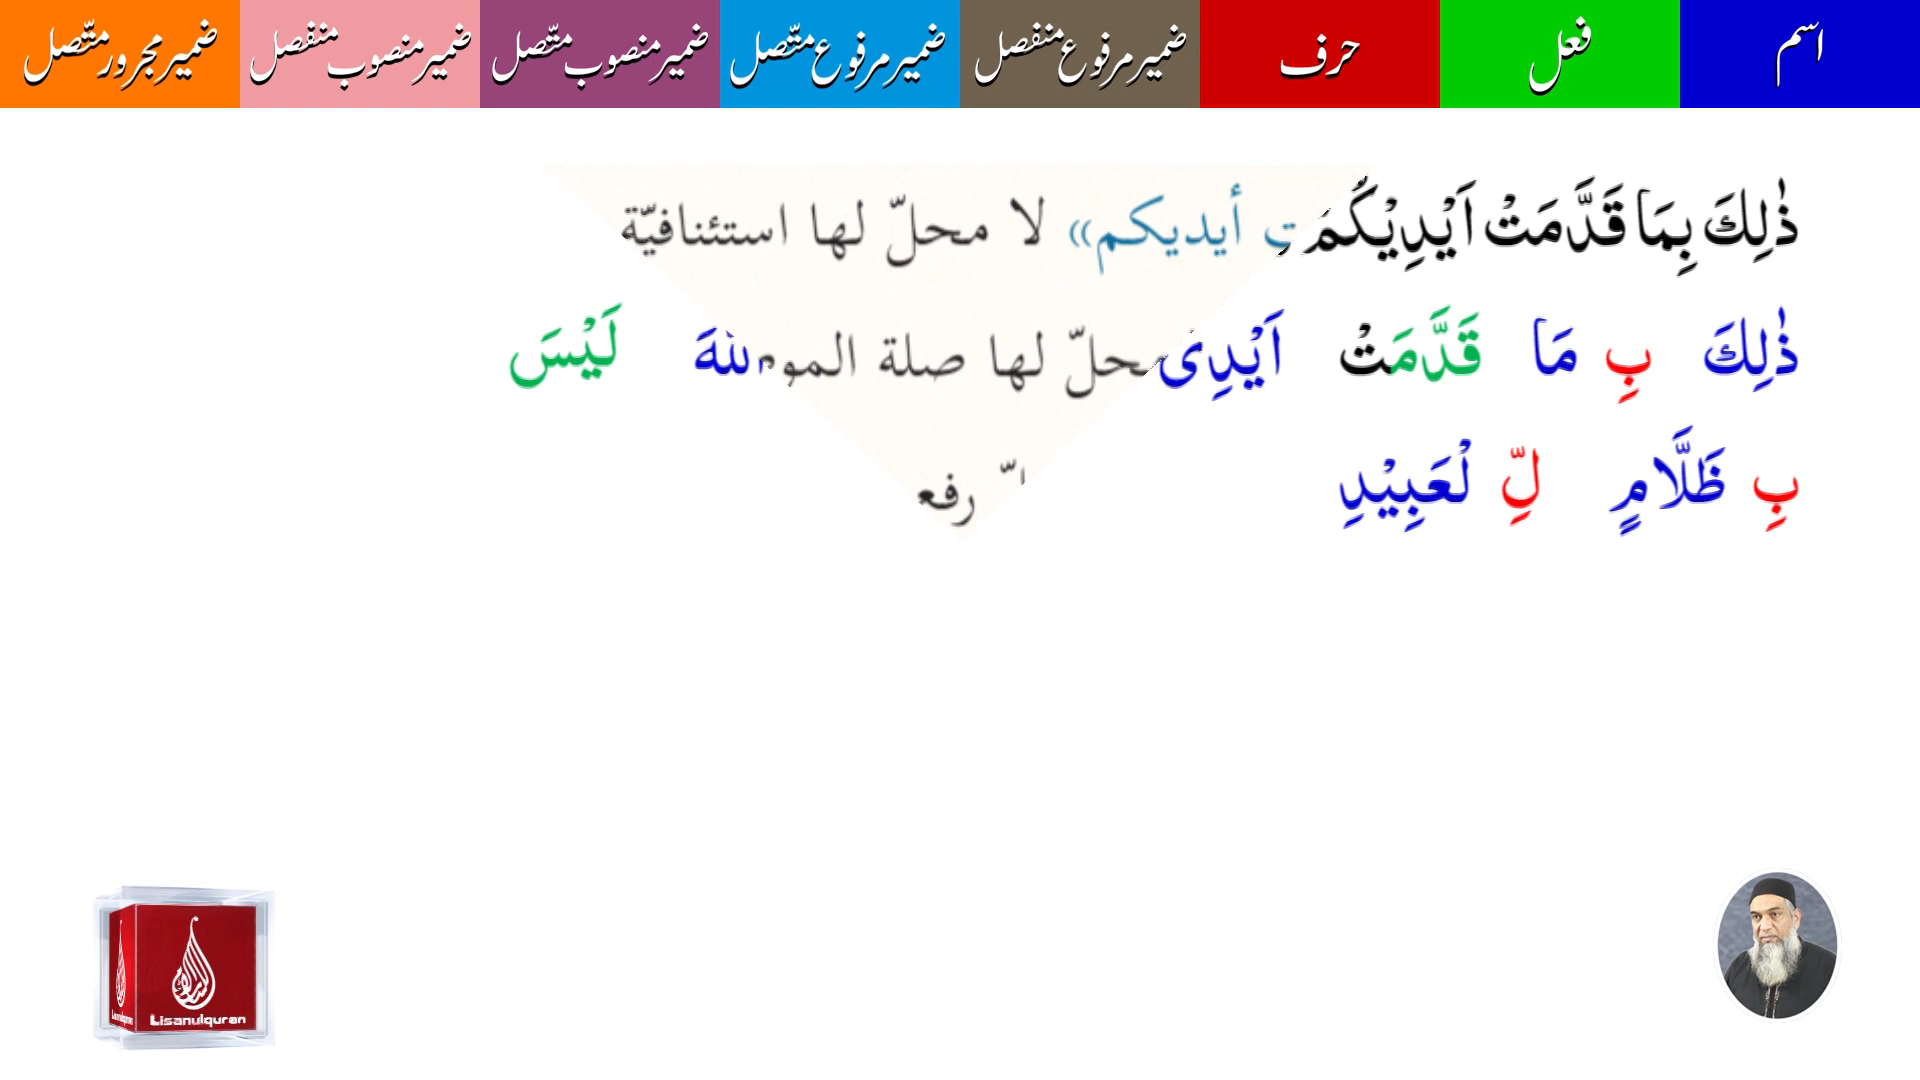 اسم فعل حرف ضمیر مرفوع منفصل ضمیر مرفوع متّصل ضمیر منصوب متّصل ضمیر منصوب منفصل ضمیر مجرور متّصل
ذٰلِكَ بِمَا قَدَّمَتْ اَيْدِيْكُمْ أيديكم» لا محلّ لها استئنافيّة
ذٰلِكَ بِ مَا قَدَّمَتْ اَيْدِىْ لها صلة لَيْسَ
بِ ظَلَّامٍ لِّ لْعَبِيْدِ رفع
Lisanulquran